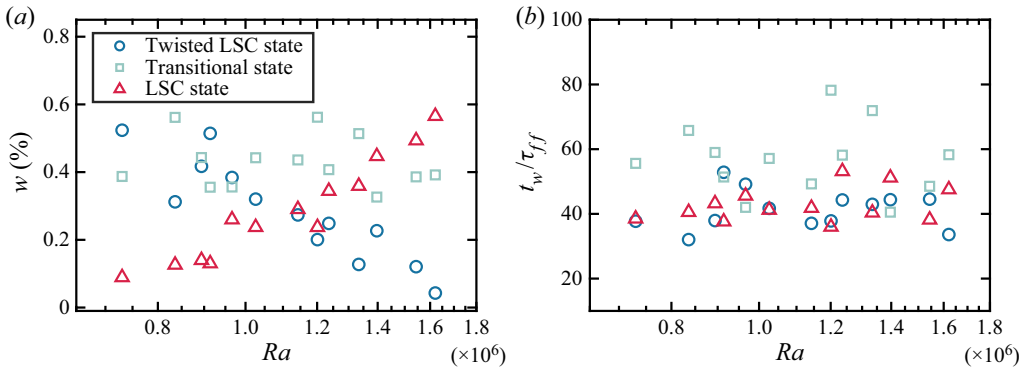 (a)
0.8
0.6
0.4
0.2
0
w (%)
Twisted LSC state
Transitional state
LSC state
0.8 1.0 1.2 1.4 1.6 1.8
Ra (×10⁶)
(b)
100
80
60
40
20
t_w/τ_ff
0.8 1.0 1.2 1.4 1.6 1.8
Ra (×10⁶)